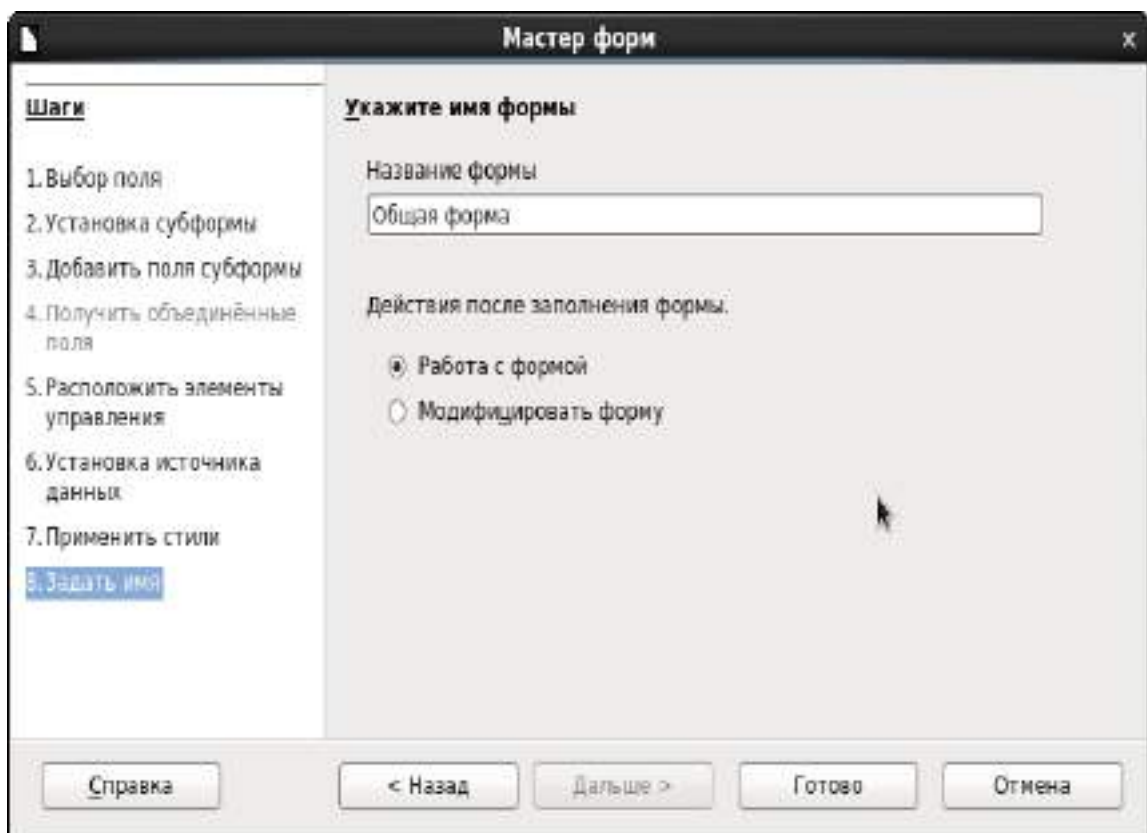 Мастер форм
x
Шаги
1. Выбор поля
2. Установка субформы
3. Добавить поля субформы
4. Получить объединённые
поля
5. Расположить элементы
управления
6. Установка источника
данных
7. Применить стили
8. Задать имя
Укажите имя формы
Название формы
Общая форма
Действия после заполнения формы.
Работа с формой
Модифицировать форму
Справка
< Назад
Дальше >
Готово
Отмена